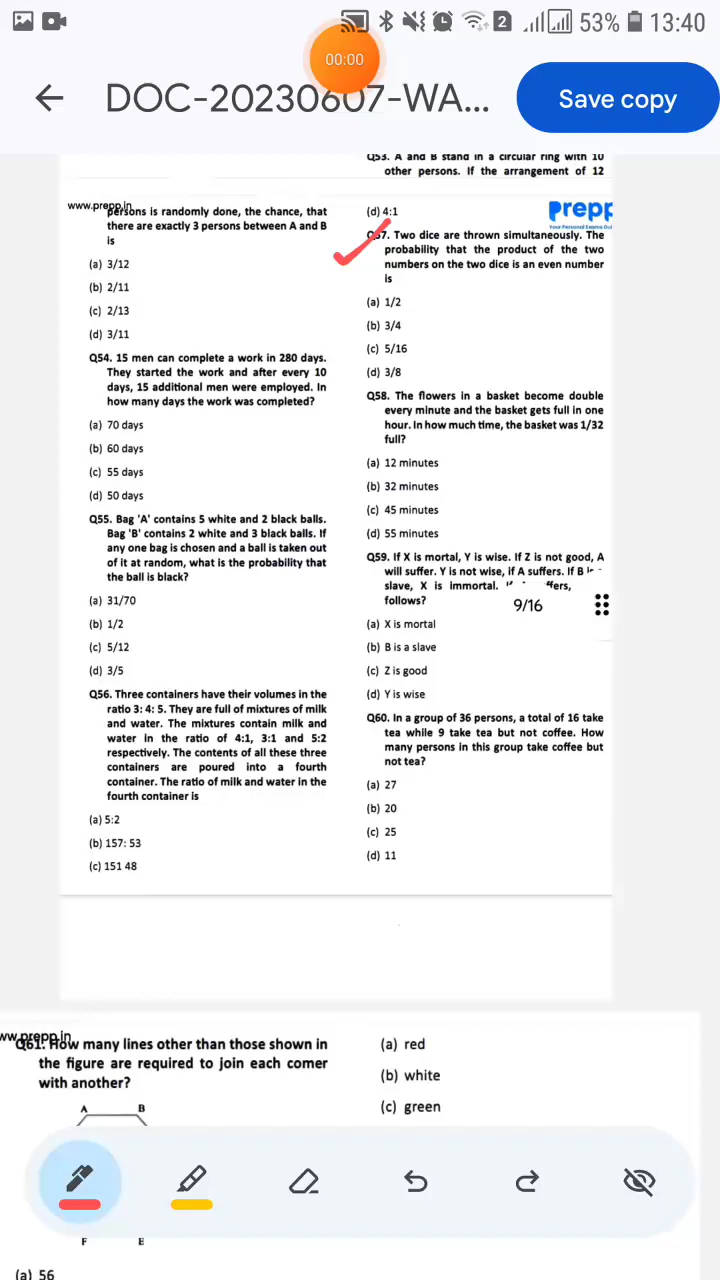 2 53% 13:40
00:00
DOC-20230607-WA...
Save copy
Q53. A and B stand in a circular ring with 10
other persons. If the arrangement of 12
www.prepp.in
persons is randomly done, the chance, that
there are exactly 3 persons between A and B
is
(a) 3/12
(b) 2/11
(c) 2/13
(d) 3/11
Q54. 15 men can complete a work in 280 days.
They started the work and after every 10
days, 15 additional men were employed. In
how many days the work was completed?
(a) 70 days
(b) 60 days
(c) 55 days
(d) 50 days
Q55. Bag 'A' contains 5 white and 2 black balls.
Bag 'B' contains 2 white and 3 black balls. If
any one bag is chosen and a ball is taken out
of it at random, what is the probability that
the ball is black?
(a) 31/70
(b) 1/2
(c) 5/12
(d) 3/5
Q56. Three containers have their volumes in the
ratio 3: 4: 5. They are full of mixtures of milk
and water. The mixtures contain milk and
water in the ratio of 4:1, 3:1 and 5:2
respectively. The contents of all these three
containers are poured into a fourth
container. The ratio of milk and water in the
fourth container is
(a) 5:2
(b) 157: 53
(c) 151 48
(d) 4:1
prepp
Your Personal Exams Gui
Q57. Two dice are thrown simultaneously. The
probability that the product of the two
numbers on the two dice is an even number
is
(a) 1/2
(b) 3/4
(c) 5/16
(d) 3/8
Q58. The flowers in a basket become double
every minute and the basket gets full in one
hour. In how much time, the basket was 1/32
full?
(a) 12 minutes
(b) 32 minutes
(c) 45 minutes
(d) 55 minutes
Q59. If X is mortal, Y is wise. If Z is not good, A
will suffer. Y is not wise, if A suffers. If B
slave, X is immortal. ffers,
follows?
9/16
(a) X is mortal
(b) B is a slave
(c) Z is good
(d) Y is wise
Q60. In a group of 36 persons, a total of 16 take
tea while 9 take tea but not coffee. How
many persons in this group take coffee but
not tea?
(a) 27
(b) 20
(c) 25
(d) 11
ww.prepp.in
Q61. How many lines other than those shown in
the figure are required to join each comer
with another?
A B
F E
(a) 56
(a) red
(b) white
(c) green